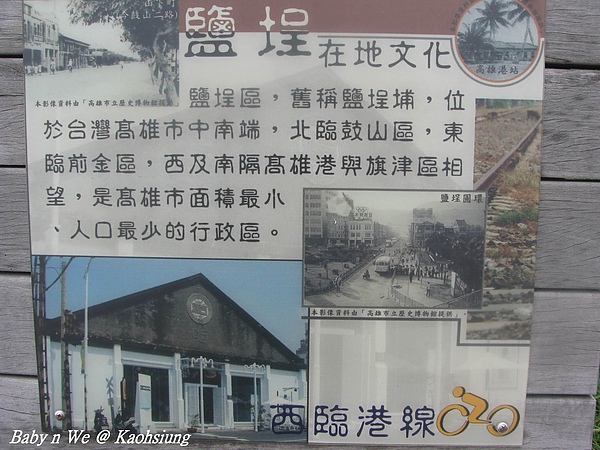 鹽埕 在地文化
高雄港站
本影像資料由「高雄市立歷史博物館提供」
鹽埕區，舊稱鹽埕埔，位
於台灣高雄市中南端，北臨鼓山區，東
臨前金區，西及南隔高雄港與旗津區相
望，是高雄市面積最小
、人口最少的行政區。
鹽埕圓環
本影像資料由「高雄市立歷史博物館提供」
西臨港線
Baby n We @ Kaohsiung